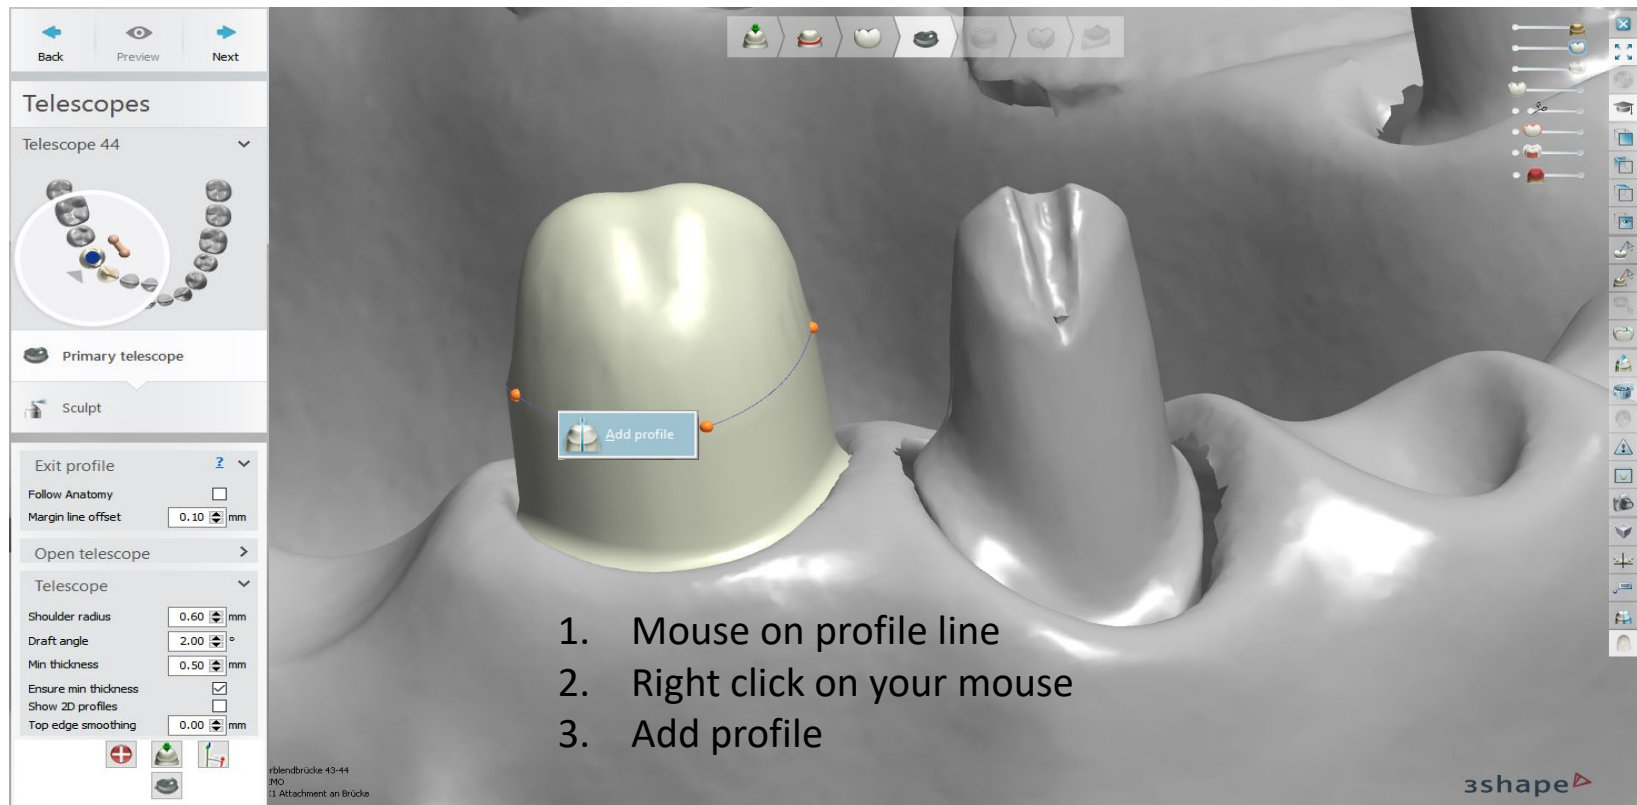 Back
Preview
Next
Telescopes
Telescope 44
Primary telescope
Sculpt
Exit profile ?
Follow Anatomy
Margin line offset 0.10 mm
Open telescope
Telescope
Shoulder radius 0.60 mm
Draft angle 2.00 °
Min thickness 0.50 mm
Ensure min thickness
Show 2D profiles
Top edge smoothing 0.00 mm
Add profile
1. Mouse on profile line
2. Right click on your mouse
3. Add profile
rblendbrücke 43-44
Attachment an Brücke
3shape